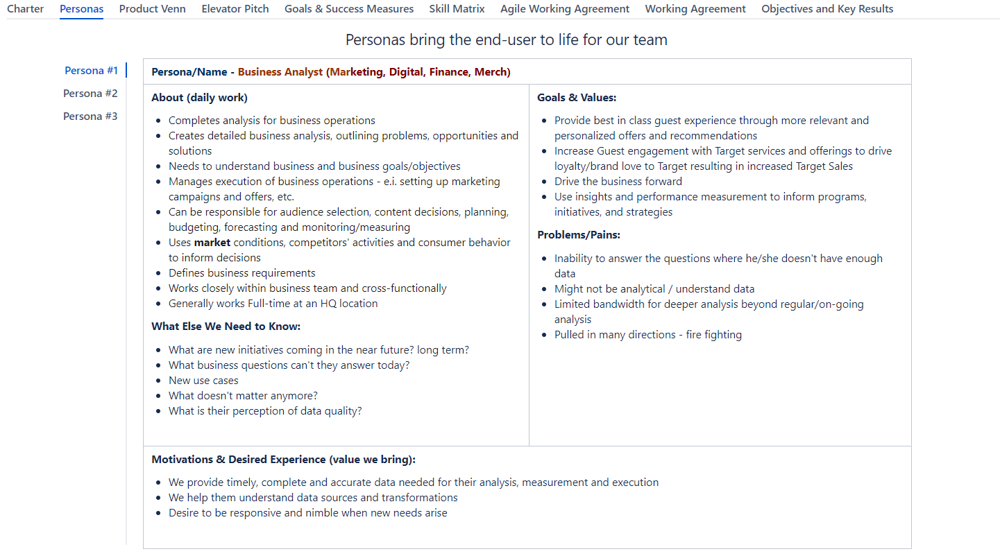 Charter Personas Product Venn Elevator Pitch Goals & Success Measures Skill Matrix Agile Working Agreement Working Agreement Objectives and Key Results
Personas bring the end-user to life for our team
Persona #1
Persona #2
Persona #3
Persona/Name - Business Analyst (Marketing, Digital, Finance, Merch)
About (daily work)
Completes analysis for business operations
Creates detailed business analysis, outlining problems, opportunities and
solutions
Needs to understand business and business goals/objectives
Manages execution of business operations - e.i. setting up marketing
campaigns and offers, etc.
Can be responsible for audience selection, content decisions, planning,
budgeting, forecasting and monitoring/measuring
Uses market conditions, competitors' activities and consumer behavior
to inform decisions
Defines business requirements
Works closely within business team and cross-functionally
Generally works Full-time at an HQ location
What Else We Need to Know:
What are new initiatives coming in the near future? long term?
What business questions can't they answer today?
New use cases
What doesn't matter anymore?
What is their perception of data quality?
Goals & Values:
Provide best in class guest experience through more relevant and
personalized offers and recommendations
Increase Guest engagement with Target services and offerings to drive
loyalty/brand love to Target resulting in increased Target Sales
Drive the business forward
Use insights and performance measurement to inform programs,
initiatives, and strategies
Problems/Pains:
Inability to answer the questions where he/she doesn't have enough
data
Might not be analytical / understand data
Limited bandwidth for deeper analysis beyond regular/on-going
analysis
Pulled in many directions - fire fighting
Motivations & Desired Experience (value we bring):
We provide timely, complete and accurate data needed for their analysis, measurement and execution
We help them understand data sources and transformations
Desire to be responsive and nimble when new needs arise